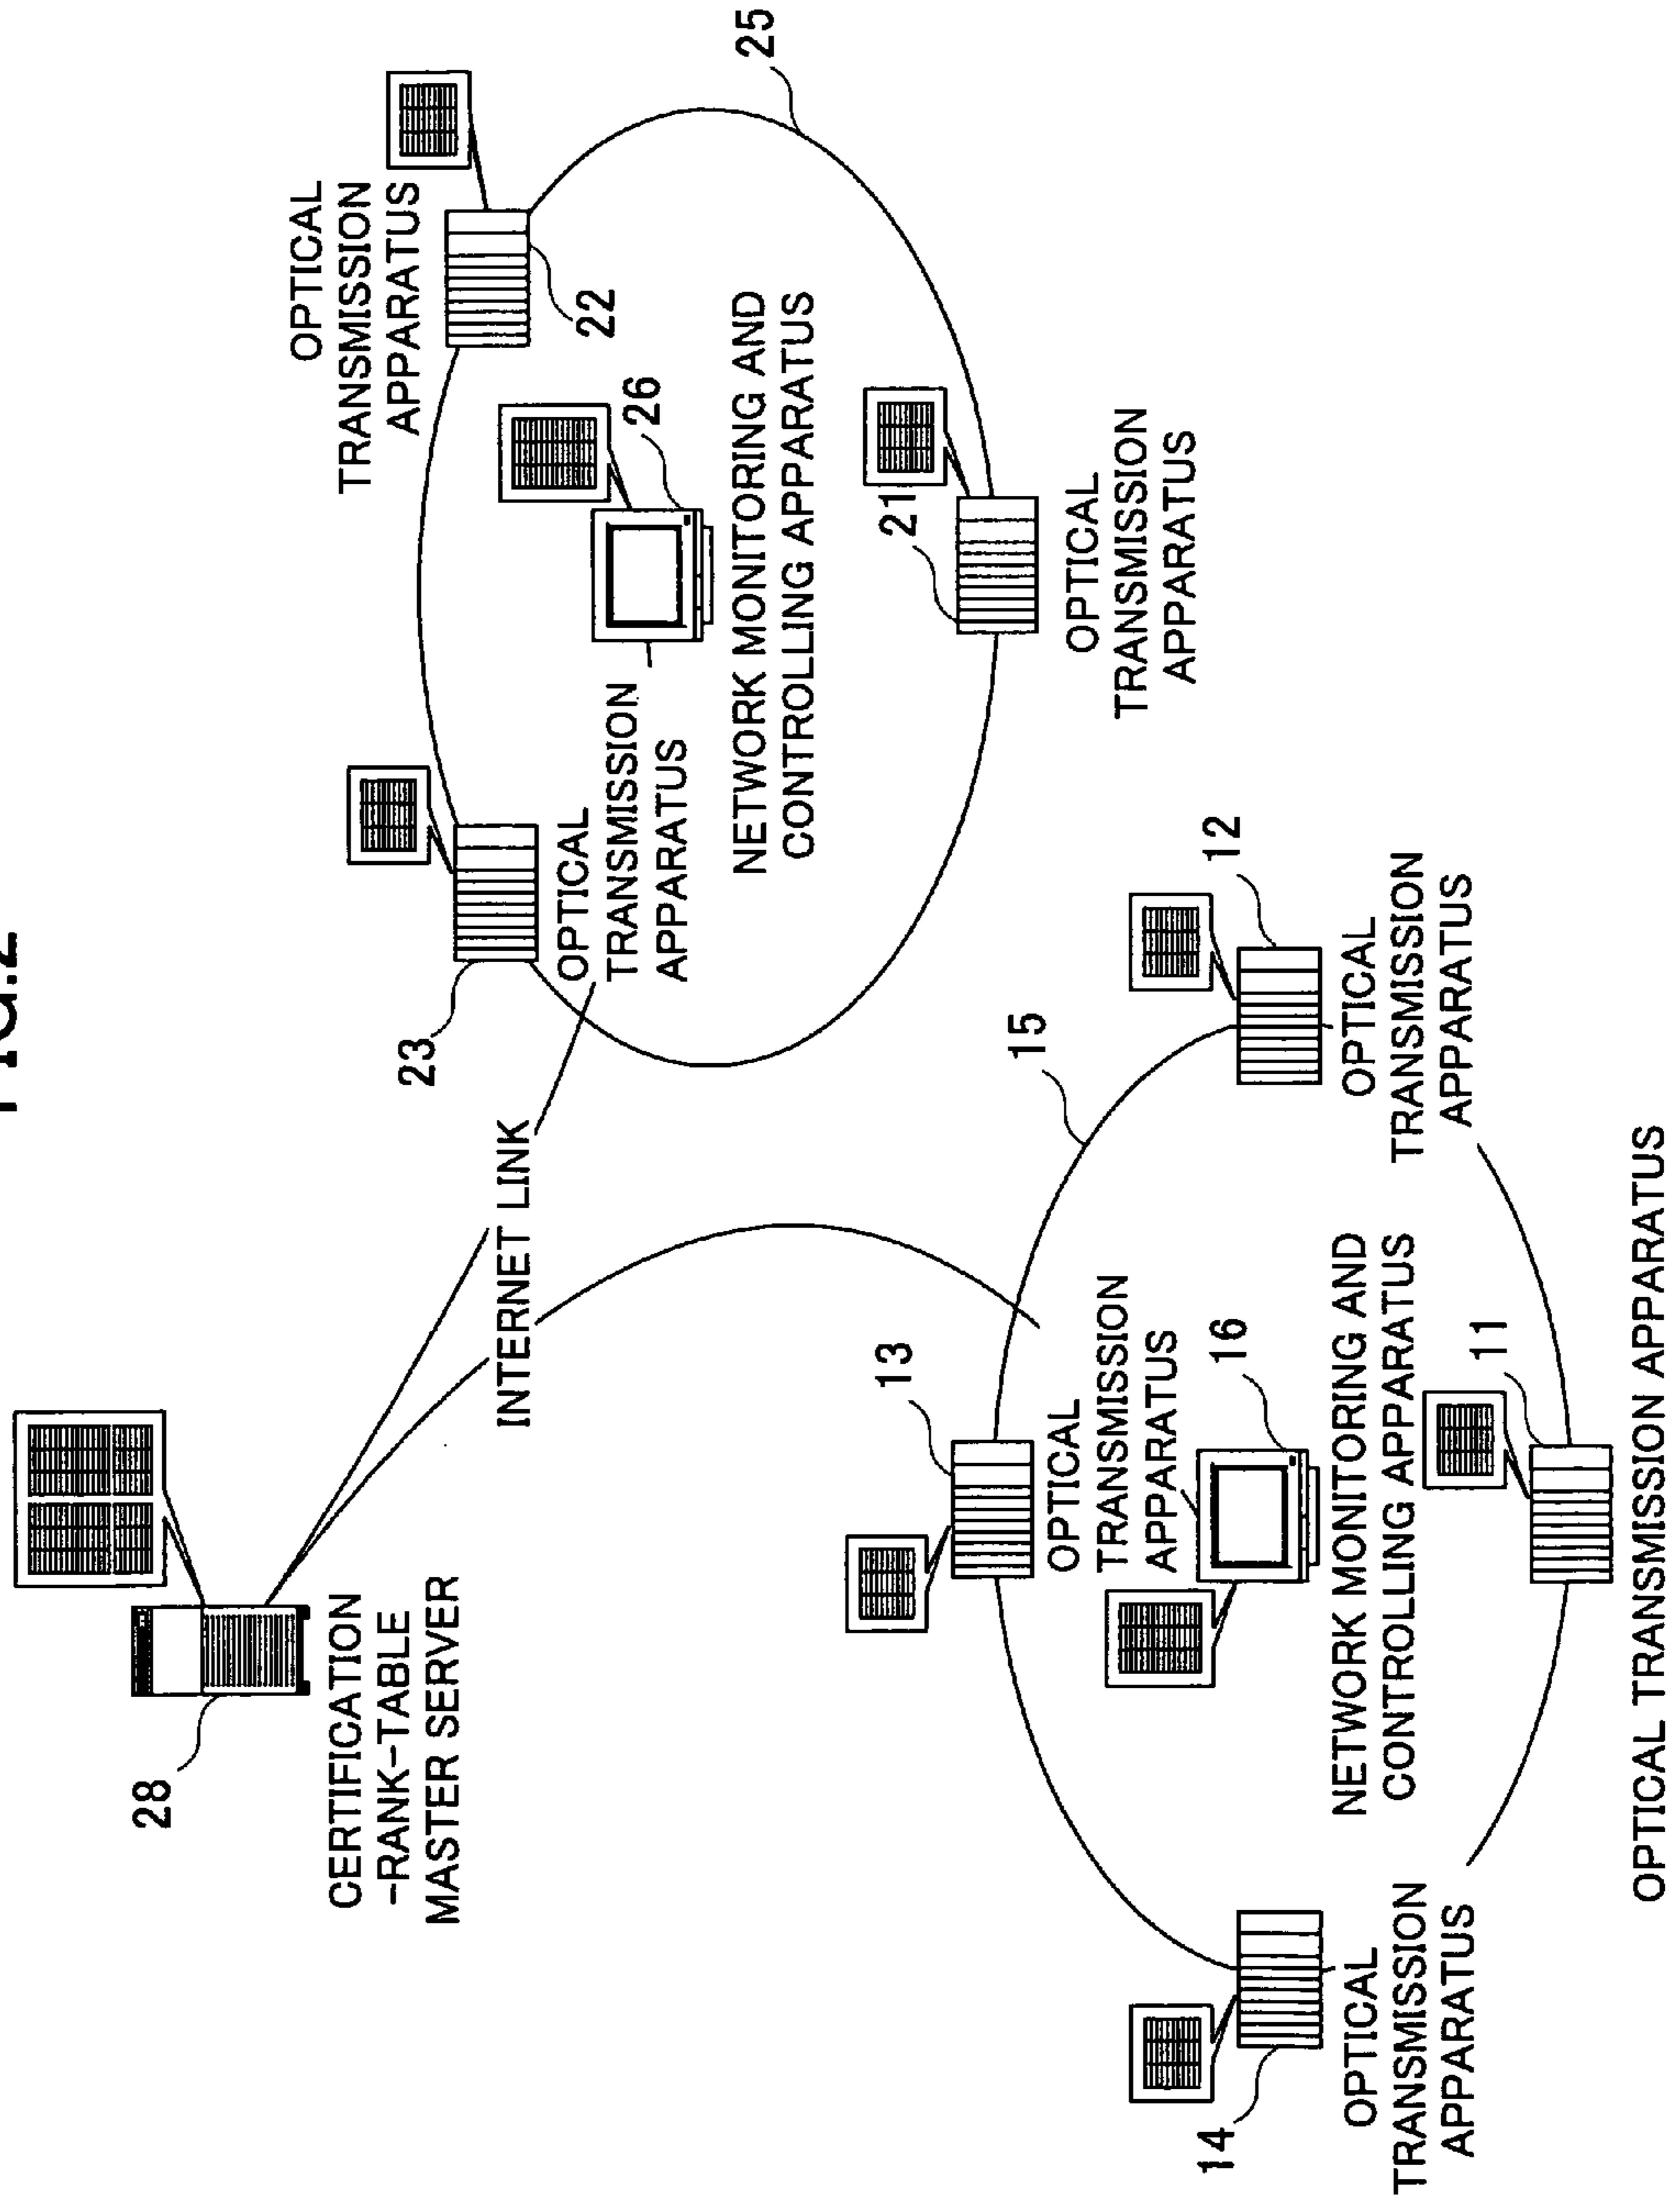 FIG.2
28
CERTIFICATION
-RANK-TABLE
MASTER SERVER
INTERNET LINK
23
OPTICAL
TRANSMISSION
APPARATUS
OPTICAL
TRANSMISSION
APPARATUS
22
26
NETWORK MONITORING AND
CONTROLLING APPARATUS
25
21
OPTICAL
TRANSMISSION
APPARATUS
13
OPTICAL
TRANSMISSION
APPARATUS
15
12
OPTICAL
TRANSMISSION
APPARATUS
16
NETWORK MONITORING AND
CONTROLLING APPARATUS
14
OPTICAL
TRANSMISSION
APPARATUS
11
OPTICAL TRANSMISSION APPARATUS